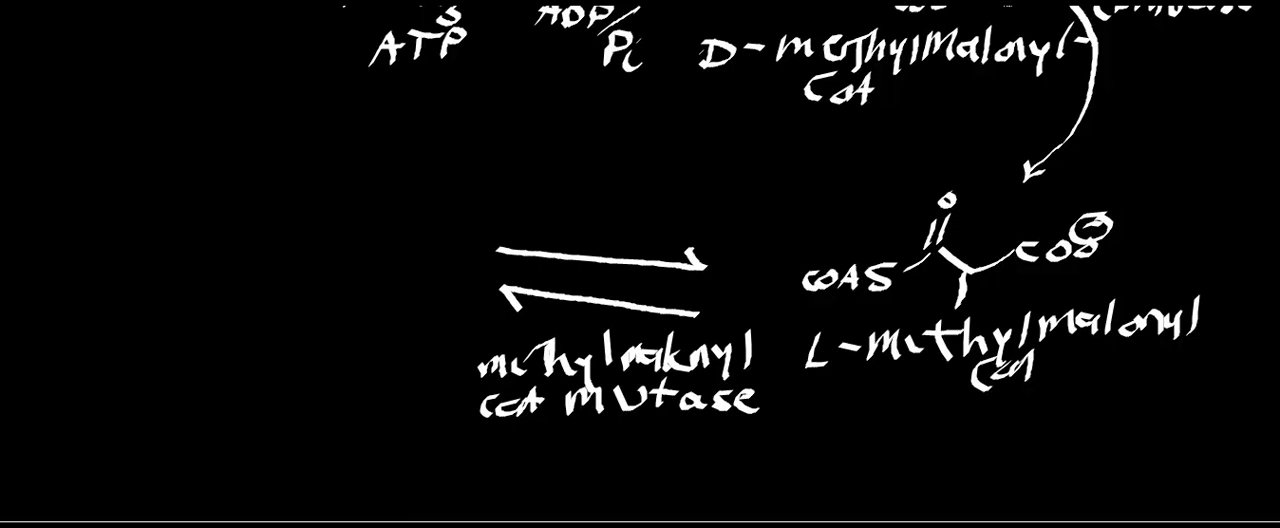 ATP
ADP/
Pi
D-methylmalonyl-
CoA
O
COAS
COO⊖
methylmalonyl
CoA mutase
L-methylmalonyl
CoA